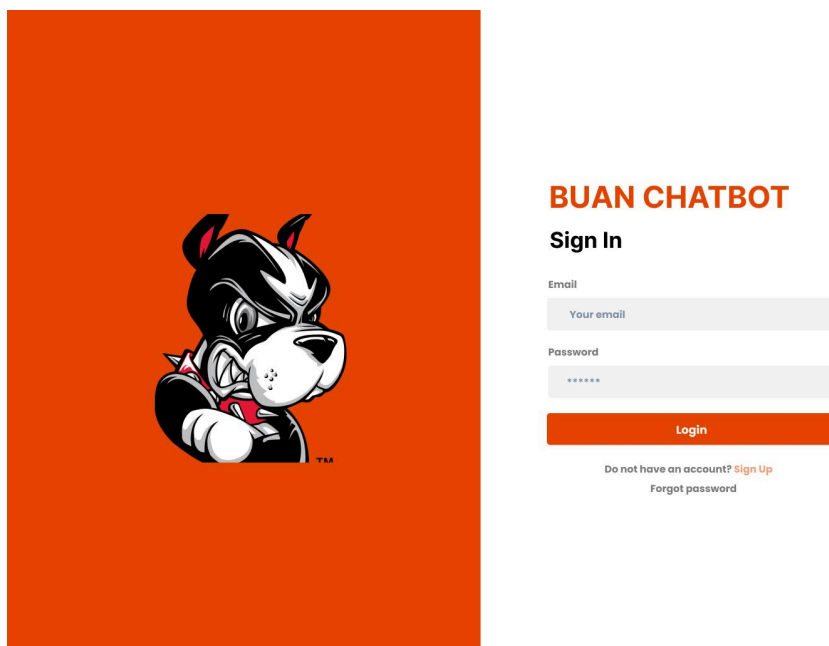 BUAN CHATBOT
Sign In
Email
Your email
Password
******
Login
Do not have an account? Sign Up
Forgot password
TM